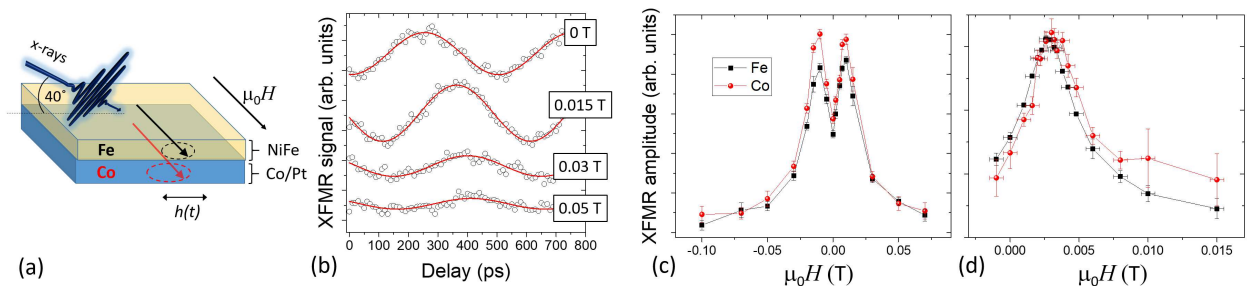 (a)
x-rays
40°
μ₀H
Fe
NiFe
Co
Co/Pt
h(t)
(b)
XFMR signal (arb. units)
0 T
0.015 T
0.03 T
0.05 T
0 100 200 300 400 500 600 700 800
Delay (ps)
(c)
XFMR amplitude (arb. units)
Fe
Co
-0.10 -0.05 0.00 0.05
μ₀H (T)
(d)
0.000 0.005 0.010 0.015
μ₀H (T)